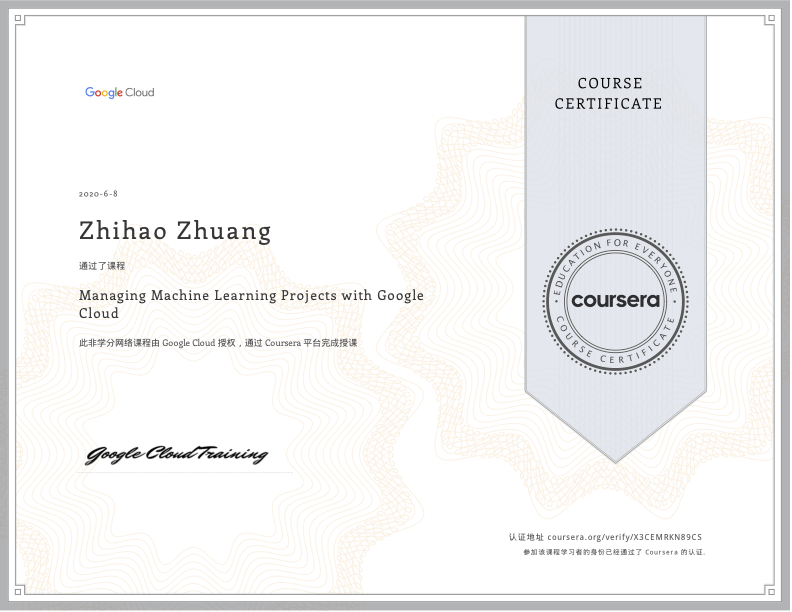 COURSE
CERTIFICATE
Google Cloud
2020-6-8
Zhihao Zhuang
通过了课程
Managing Machine Learning Projects with Google
Cloud
此非学分网络课程由 Google Cloud 授权，通过 Coursera 平台完成授课
EDUCATION FOR EVERYONE
coursera
COURSE CERTIFICATE
Google Cloud Training
认证地址 coursera.org/verify/X3CEMRKN89CS
参加该课程学习者的身份已经通过了 Coursera 的认证.